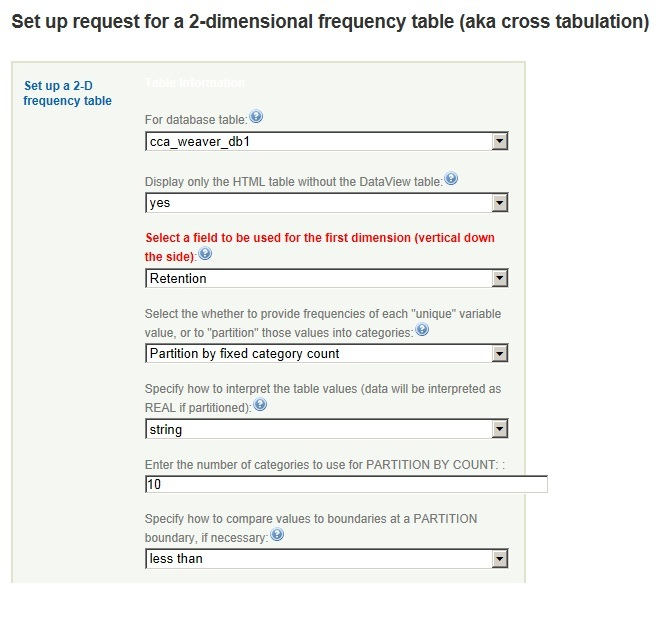 Set up request for a 2-dimensional frequency table (aka cross tabulation)
Set up a 2-D
frequency table
Table Information
For database table:
cca_weaver_db1
Display only the HTML table without the DataView table:
yes
Select a field to be used for the first dimension (vertical down
the side):
Retention
Select the whether to provide frequencies of each "unique" variable
value, or to "partition" those values into categories:
Partition by fixed category count
Specify how to interpret the table values (data will be interpreted as
REAL if partitioned):
string
Enter the number of categories to use for PARTITION BY COUNT: :
10
Specify how to compare values to boundaries at a PARTITION
boundary, if necessary:
less than